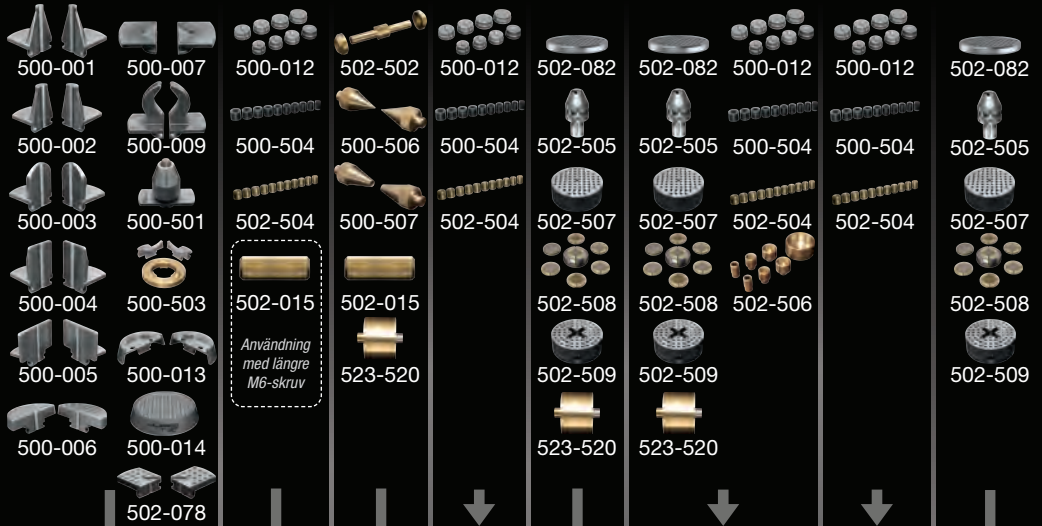 500-001 500-007 500-012 502-502 500-012 502-082 502-082 500-012 500-012 502-082
500-002 500-009 500-504 500-506 500-504 502-505 502-505 500-504 500-504 502-505
500-003 500-501 502-504 500-507 502-504 502-507 502-507 502-504 502-504 502-507
500-004 500-503 502-015 502-015 502-508 502-508 502-506 502-508
Användning
med längre
M6-skruv
500-005 500-013 523-520 502-509 502-509 502-509
500-006 500-014 523-520 523-520
502-078